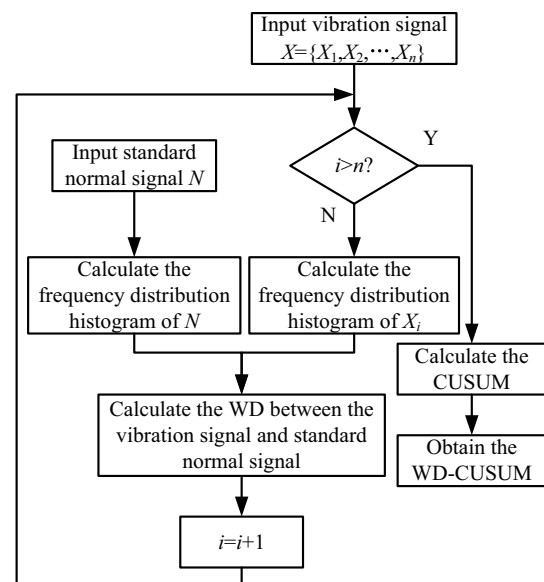 Input vibration signal
X={X₁,X₂,⋯,Xₙ}
Input standard
normal signal N
i>n?
Y
N
Calculate the
frequency distribution
histogram of N
Calculate the
frequency distribution
histogram of Xᵢ
Calculate the
CUSUM
Calculate the WD between the
vibration signal and standard
normal signal
Obtain the
WD-CUSUM
i=i+1